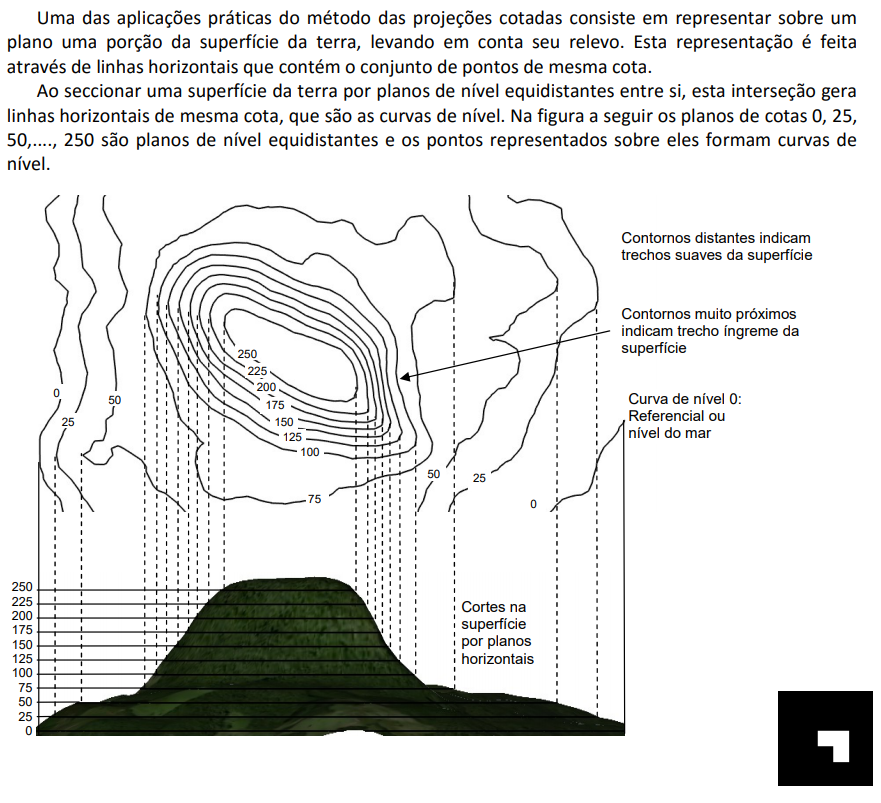 Uma das aplicações práticas do método das projeções cotadas consiste em representar sobre um
plano uma porção da superfície da terra, levando em conta seu relevo. Esta representação é feita
através de linhas horizontais que contém o conjunto de pontos de mesma cota.
Ao seccionar uma superfície da terra por planos de nível equidistantes entre si, esta interseção gera
linhas horizontais de mesma cota, que são as curvas de nível. Na figura a seguir os planos de cotas 0, 25,
50,...., 250 são planos de nível equidistantes e os pontos representados sobre eles formam curvas de
nível.
Contornos distantes indicam
trechos suaves da superfície
Contornos muito próximos
indicam trecho íngreme da
superfície
Curva de nível 0:
Referencial ou
nível do mar
250
225
200
175
150
125
100
75
0
25
50
50
25
0
250
225
200
175
150
125
100
75
50
25
0
Cortes na
superfície
por planos
horizontais